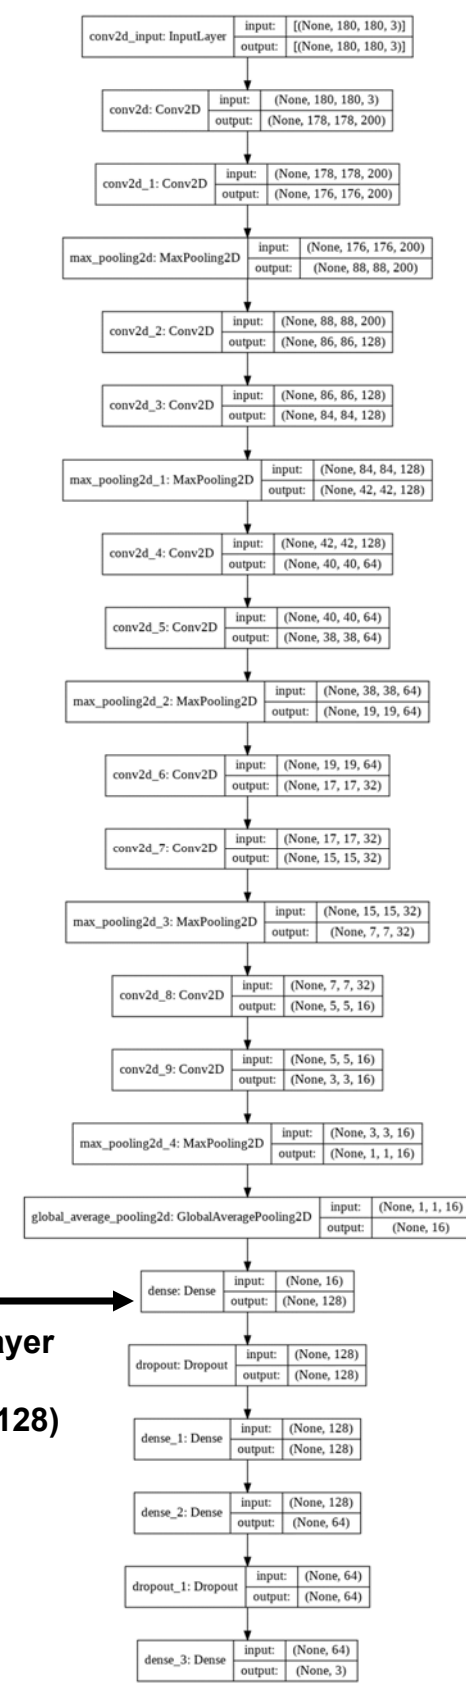 conv2d_input: InputLayer
input: [(None, 180, 180, 3)]
output: [(None, 180, 180, 3)]
conv2d: Conv2D
input: (None, 180, 180, 3)
output: (None, 178, 178, 200)
conv2d_1: Conv2D
input: (None, 178, 178, 200)
output: (None, 176, 176, 200)
max_pooling2d: MaxPooling2D
input: (None, 176, 176, 200)
output: (None, 88, 88, 200)
conv2d_2: Conv2D
input: (None, 88, 88, 200)
output: (None, 86, 86, 128)
conv2d_3: Conv2D
input: (None, 86, 86, 128)
output: (None, 84, 84, 128)
max_pooling2d_1: MaxPooling2D
input: (None, 84, 84, 128)
output: (None, 42, 42, 128)
conv2d_4: Conv2D
input: (None, 42, 42, 128)
output: (None, 40, 40, 64)
conv2d_5: Conv2D
input: (None, 40, 40, 64)
output: (None, 38, 38, 64)
max_pooling2d_2: MaxPooling2D
input: (None, 38, 38, 64)
output: (None, 19, 19, 64)
conv2d_6: Conv2D
input: (None, 19, 19, 64)
output: (None, 17, 17, 32)
conv2d_7: Conv2D
input: (None, 17, 17, 32)
output: (None, 15, 15, 32)
max_pooling2d_3: MaxPooling2D
input: (None, 15, 15, 32)
output: (None, 7, 7, 32)
conv2d_8: Conv2D
input: (None, 7, 7, 32)
output: (None, 5, 5, 16)
conv2d_9: Conv2D
input: (None, 5, 5, 16)
output: (None, 3, 3, 16)
max_pooling2d_4: MaxPooling2D
input: (None, 3, 3, 16)
output: (None, 1, 1, 16)
global_average_pooling2d: GlobalAveragePooling2D
input: (None, 1, 1, 16)
output: (None, 16)
dense: Dense
input: (None, 16)
output: (None, 128)
ayer
128)
dropout: Dropout
input: (None, 128)
output: (None, 128)
dense_1: Dense
input: (None, 128)
output: (None, 128)
dense_2: Dense
input: (None, 128)
output: (None, 64)
dropout_1: Dropout
input: (None, 64)
output: (None, 64)
dense_3: Dense
input: (None, 64)
output: (None, 3)